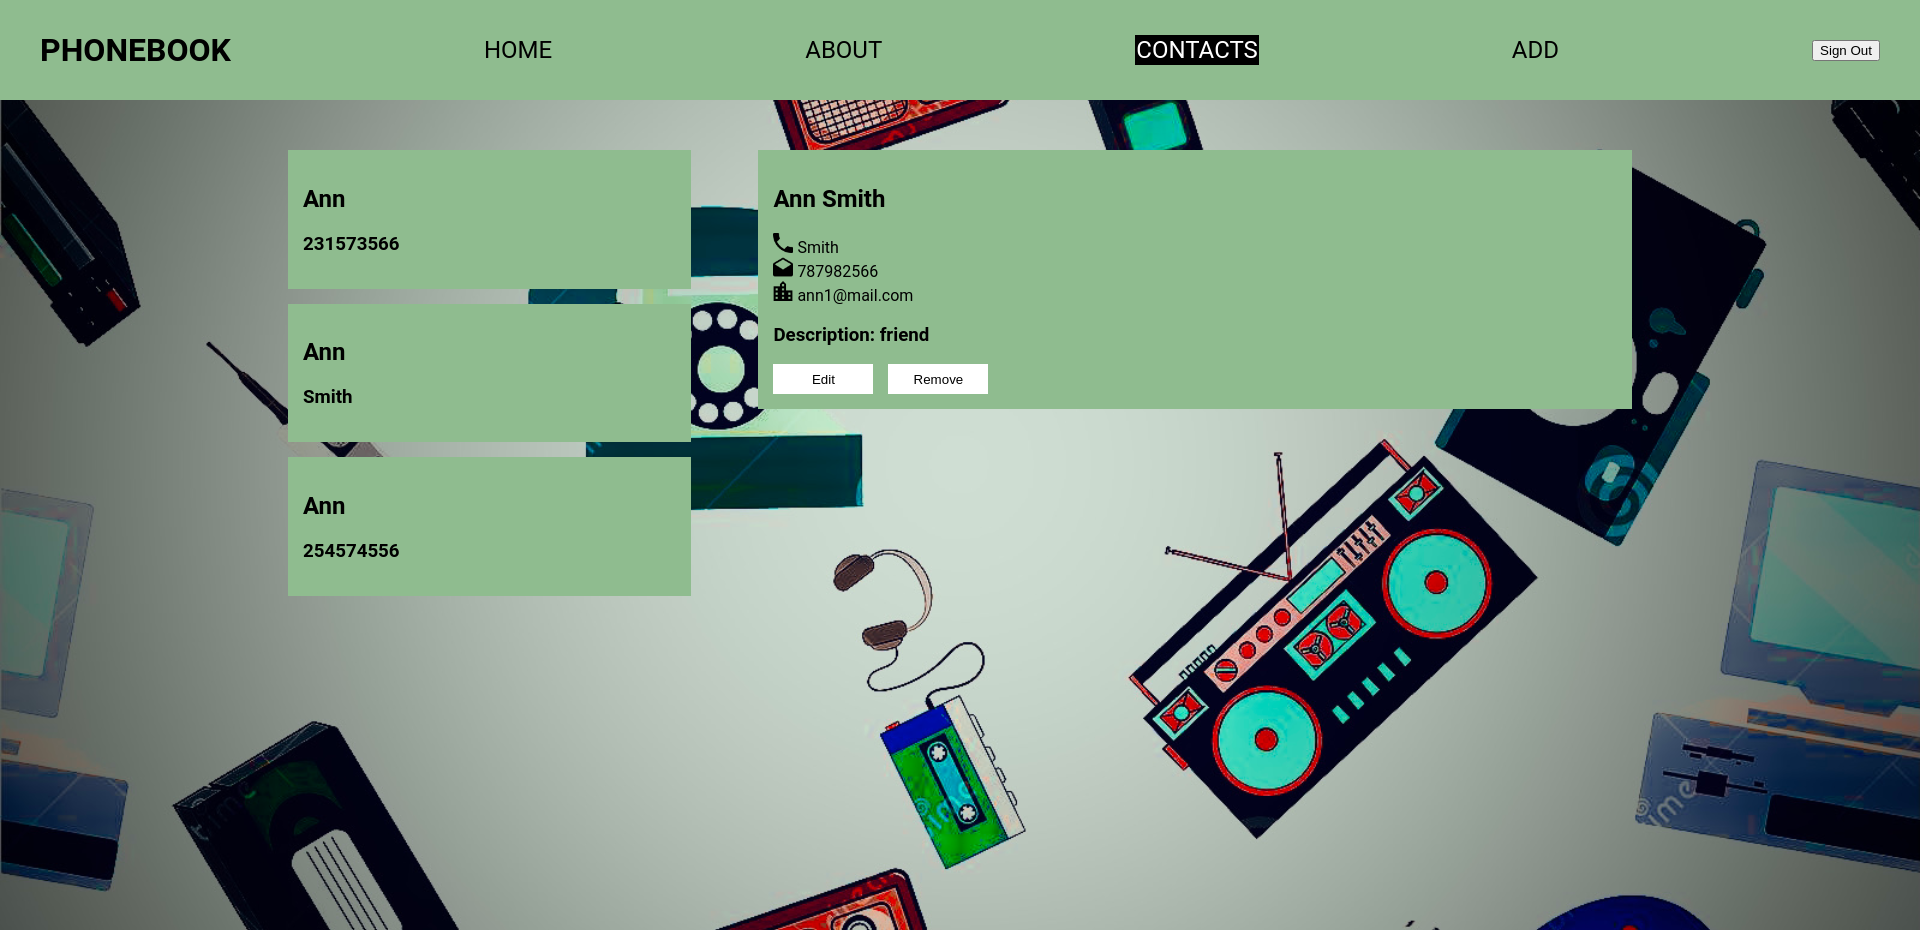 PHONEBOOK
HOME
ABOUT
CONTACTS
ADD
Sign Out
Ann
231573566
Ann
Smith
Ann
254574556
Ann Smith
Smith
787982566
ann1@mail.com
Description: friend
Edit
Remove